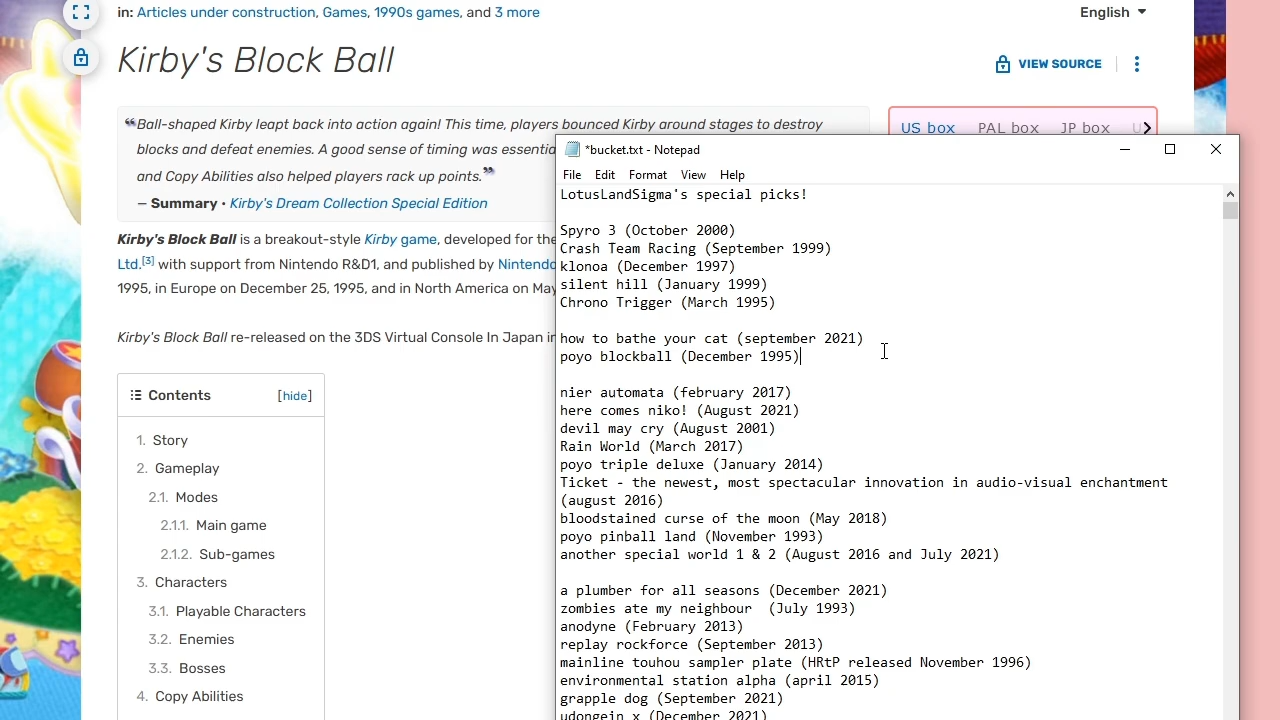 in: Articles under construction, Games, 1990s games, and 3 more
English
Kirby's Block Ball
VIEW SOURCE
❝Ball-shaped Kirby leapt back into action again! This time, players bounced Kirby around stages to destroy
blocks and defeat enemies. A good sense of timing was essentia
and Copy Abilities also helped players rack up points.❞
— Summary • Kirby's Dream Collection Special Edition
US box PAL box JP box U
Kirby's Block Ball is a breakout-style Kirby game, developed for the
Ltd.[3] with support from Nintendo R&D1, and published by Nintendo
1995, in Europe on December 25, 1995, and in North America on May
Kirby's Block Ball re-released on the 3DS Virtual Console In Japan in
Contents [hide]
1. Story
2. Gameplay
2.1. Modes
2.1.1. Main game
2.1.2. Sub-games
3. Characters
3.1. Playable Characters
3.2. Enemies
3.3. Bosses
4. Copy Abilities
*bucket.txt - Notepad
File Edit Format View Help
LotusLandSigma's special picks!
Spyro 3 (October 2000)
Crash Team Racing (September 1999)
klonoa (December 1997)
silent hill (January 1999)
Chrono Trigger (March 1995)
how to bathe your cat (september 2021)
poyo blockball (December 1995)
nier automata (february 2017)
here comes niko! (August 2021)
devil may cry (August 2001)
Rain World (March 2017)
poyo triple deluxe (January 2014)
Ticket - the newest, most spectacular innovation in audio-visual enchantment
(august 2016)
bloodstained curse of the moon (May 2018)
poyo pinball land (November 1993)
another special world 1 & 2 (August 2016 and July 2021)
a plumber for all seasons (December 2021)
zombies ate my neighbour  (July 1993)
anodyne (February 2013)
replay rockforce (September 2013)
mainline touhou sampler plate (HRtP released November 1996)
environmental station alpha (april 2015)
grapple dog (September 2021)
udongein x (December 2021)